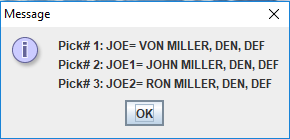 Message
Pick# 1: JOE= VON MILLER, DEN, DEF
Pick# 2: JOE1= JOHN MILLER, DEN, DEF
Pick# 3: JOE2= RON MILLER, DEN, DEF
OK